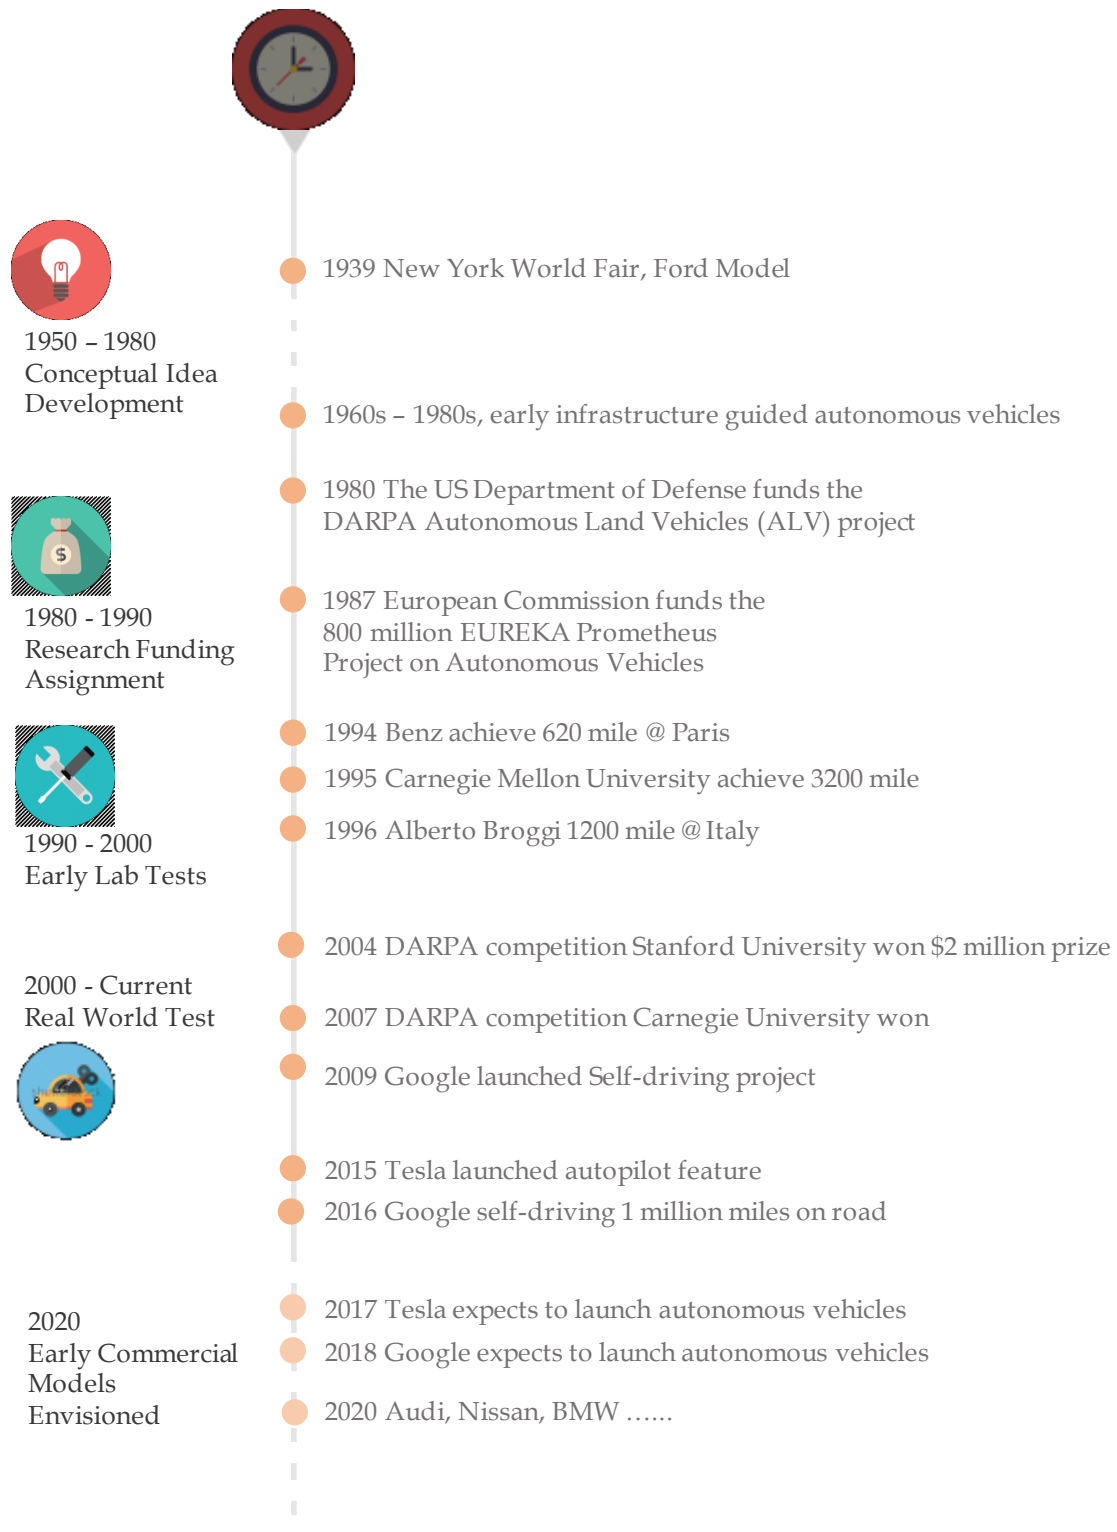 1939 New York World Fair, Ford Model
1950 – 1980
Conceptual Idea
Development
1960s – 1980s, early infrastructure guided autonomous vehicles
1980 The US Department of Defense funds the
DARPA Autonomous Land Vehicles (ALV) project
$
1980 - 1990
Research Funding
Assignment
1987 European Commission funds the
800 million EUREKA Prometheus
Project on Autonomous Vehicles
1994 Benz achieve 620 mile @ Paris
1995 Carnegie Mellon University achieve 3200 mile
1996 Alberto Broggi 1200 mile @ Italy
1990 - 2000
Early Lab Tests
2004 DARPA competition Stanford University won $2 million prize
2000 - Current
Real World Test
2007 DARPA competition Carnegie University won
2009 Google launched Self-driving project
2015 Tesla launched autopilot feature
2016 Google self-driving 1 million miles on road
2020
Early Commercial
Models
Envisioned
2017 Tesla expects to launch autonomous vehicles
2018 Google expects to launch autonomous vehicles
2020 Audi, Nissan, BMW …...